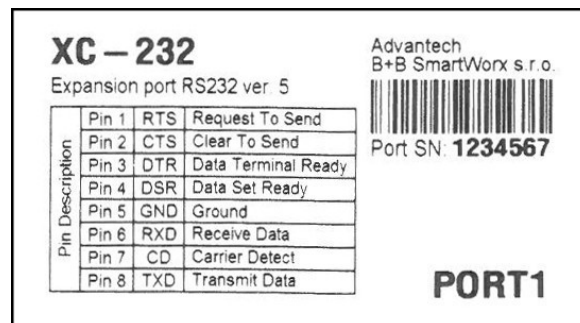 XC – 232
Expansion port RS232 ver. 5
Advantech
B+B SmartWorx s.r.o.
Port SN: 1234567
Pin Description
Pin 1 RTS Request To Send
Pin 2 CTS Clear To Send
Pin 3 DTR Data Terminal Ready
Pin 4 DSR Data Set Ready
Pin 5 GND Ground
Pin 6 RXD Receive Data
Pin 7 CD Carrier Detect
Pin 8 TXD Transmit Data
PORT1